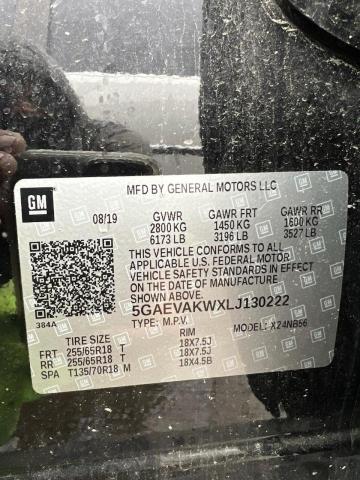 GM
MFD BY GENERAL MOTORS LLC
08/19 GVWR GAWR FRT GAWR RR
2800 KG 1450 KG 1600 KG
6173 LB 3196 LB 3527 LB
THIS VEHICLE CONFORMS TO ALL
APPLICABLE U.S. FEDERAL MOTOR
VEHICLE SAFETY STANDARDS IN EFFECT
ON THE DATE OF MANUFACTURE
SHOWN ABOVE.
384A 5GAEVAKWXLJ130222
TYPE: M.P.V. MODEL: X24NB56
TIRE SIZE RIM
FRT 255/65R18 T 18X7.5J
RR 255/65R18 T 18X7.5J
SPA T135/70R18 M 18X4.5B